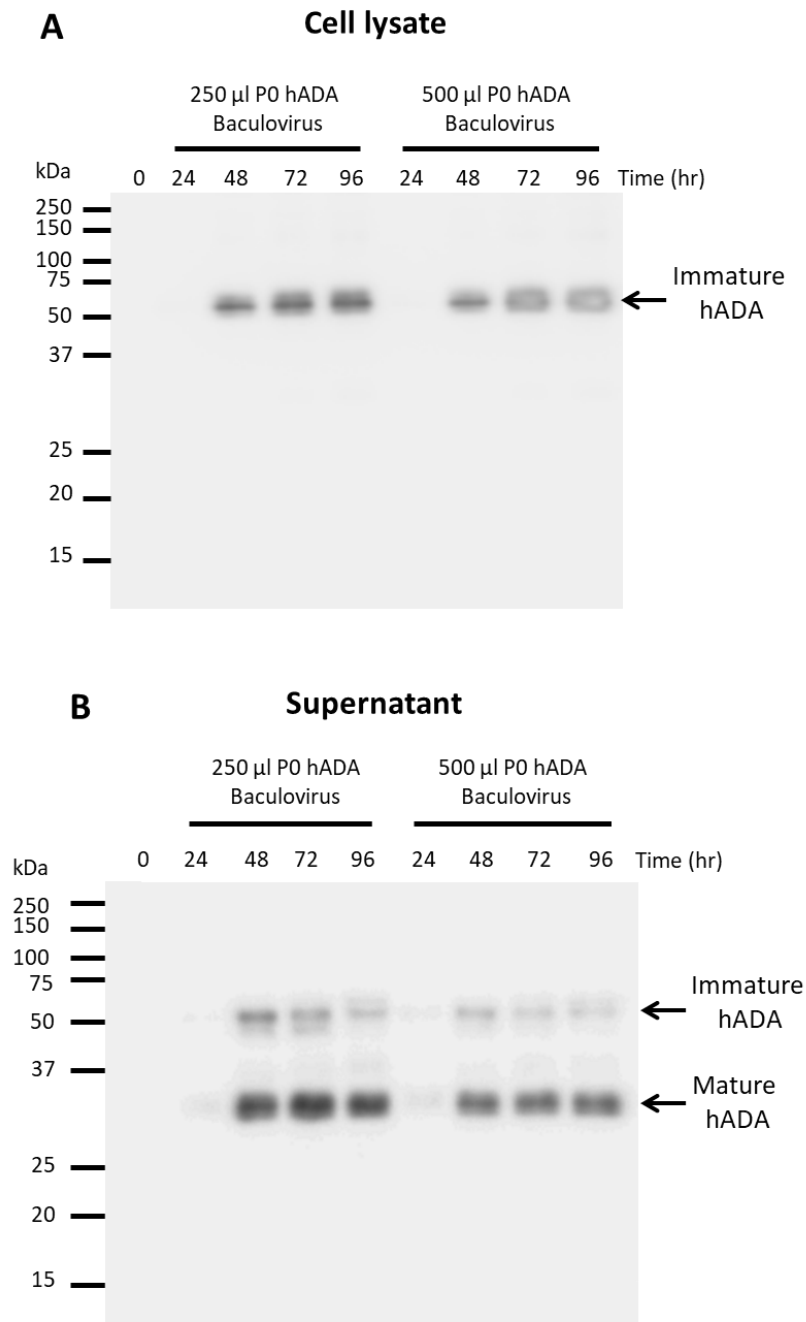 A
Cell lysate
250 µl P0 hADA
Baculovirus
500 µl P0 hADA
Baculovirus
kDa
0 24 48 72 96 24 48 72 96 Time (hr)
250
150
100
75
50
37
25
20
15
Immature
hADA
B
Supernatant
250 µl P0 hADA
Baculovirus
500 µl P0 hADA
Baculovirus
kDa
0 24 48 72 96 24 48 72 96 Time (hr)
250
150
100
75
50
37
25
20
15
Immature
hADA
Mature
hADA